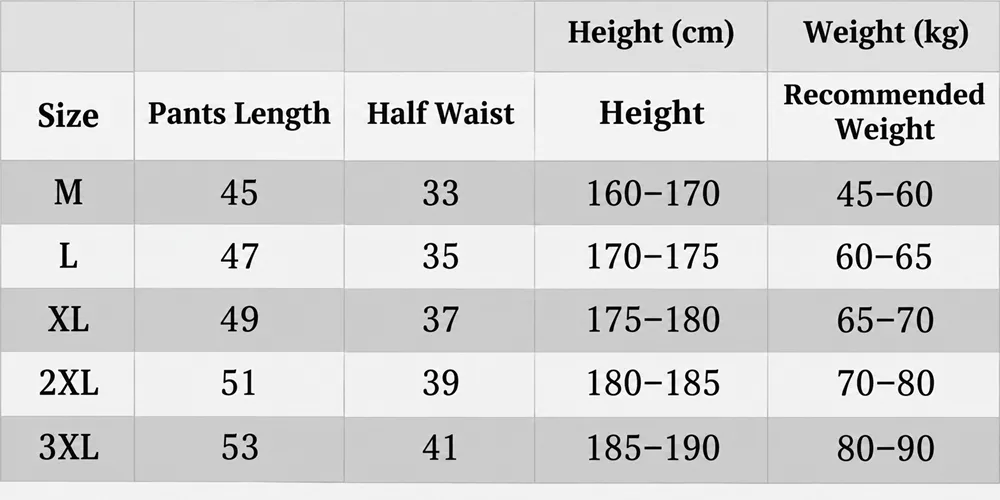 Height (cm) Weight (kg)
Size Pants Length Half Waist Height Recommended
Weight
M 45 33 160–170 45–60
L 47 35 170–175 60–65
XL 49 37 175–180 65–70
2XL 51 39 180–185 70–80
3XL 53 41 185–190 80–90